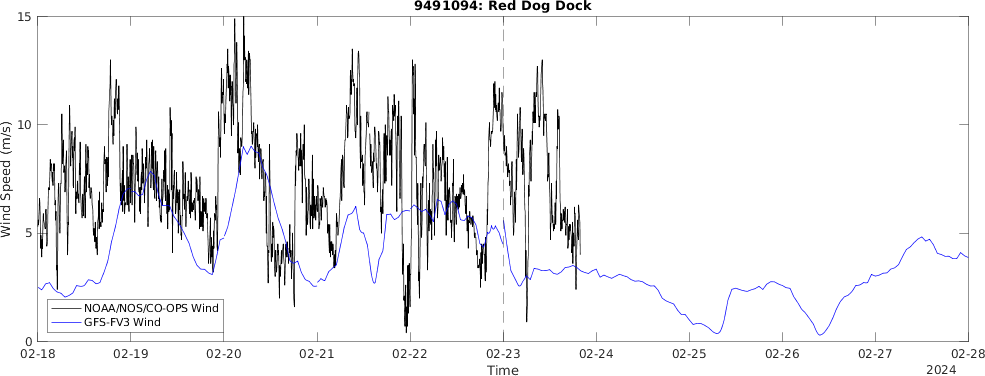 9491094: Red Dog Dock
Wind Speed (m/s)
15
10
5
0
NOAA/NOS/CO-OPS Wind
GFS-FV3 Wind
02-18 02-19 02-20 02-21 02-22 02-23 02-24 02-25 02-26 02-27 02-28
Time
2024